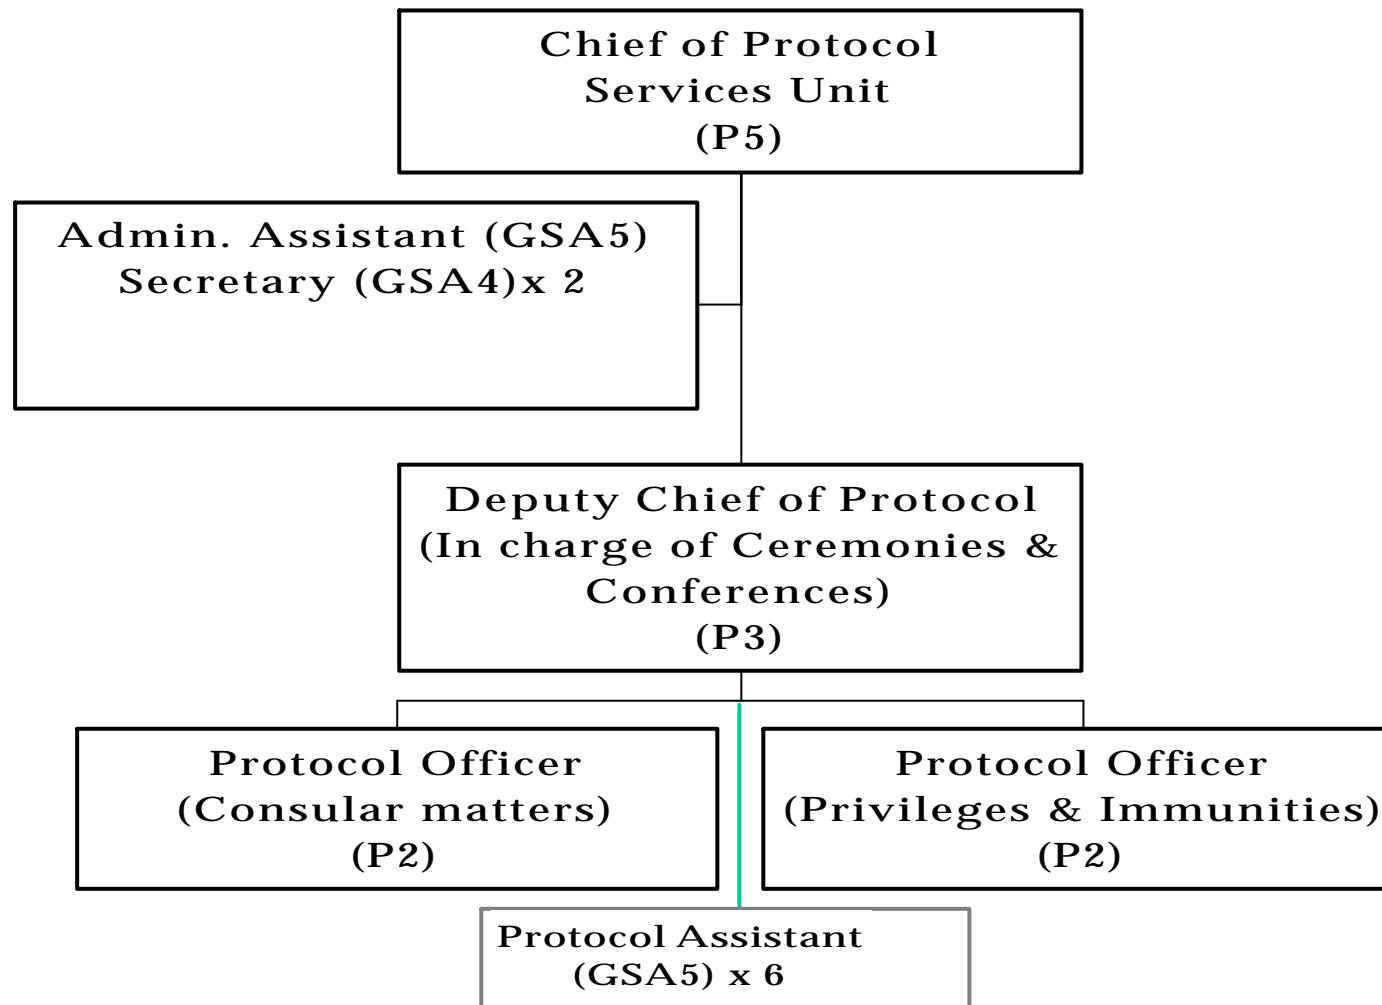 Chief of Protocol
Services Unit
(P5)
Admin. Assistant (GSA5)
Secretary (GSA4)x 2
Deputy Chief of Protocol
(In charge of Ceremonies &
Conferences)
(P3)
Protocol Officer
(Consular matters)
(P2)
Protocol Officer
(Privileges & Immunities)
(P2)
Protocol Assistant
(GSA5) x 6